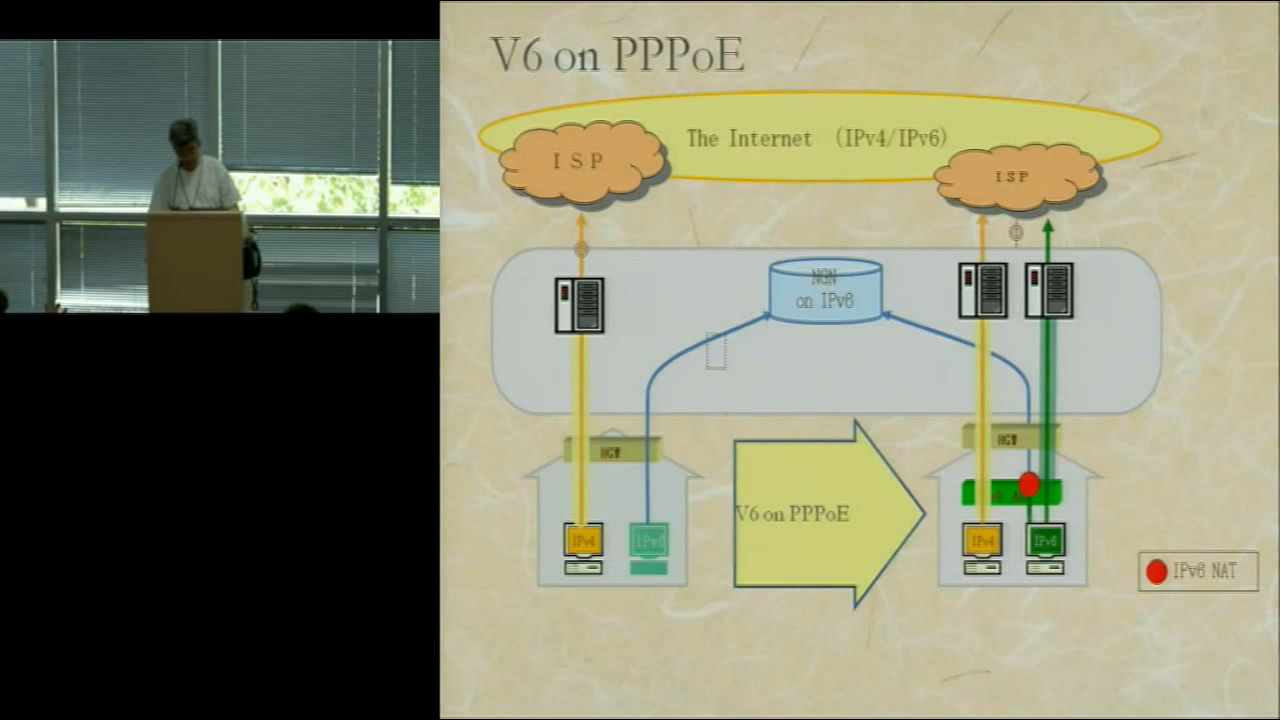 V6 on PPPoE
The Internet （IPv4/IPv6）
ISP
ISP
NGN
on IPv6
HGW
HGW
V6 on PPPoE
IPv4
IPv6
IPv4
IPv6
IPv6 NAT